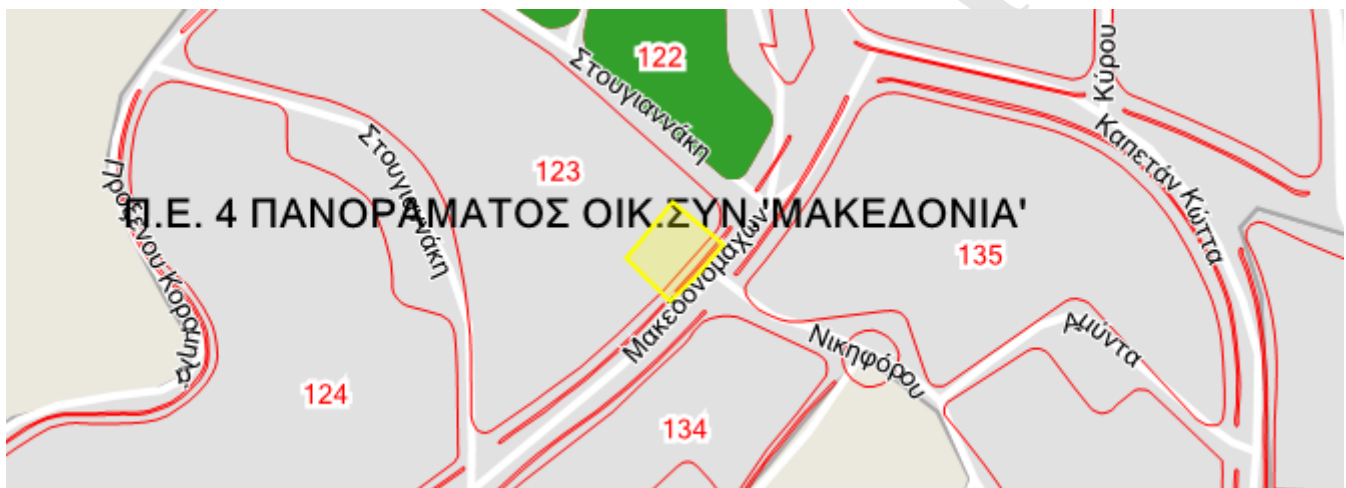 122
Στουγιαννάκη
Κύρου
Καπετάν Κώττα
Στουγιαννάκη
123
Προξένου Κορομηλά
Π.Ε. 4 ΠΑΝΟΡΑΜΑΤΟΣ ΟΙΚ.ΣΥΝ.'ΜΑΚΕΔΟΝΙΑ'
135
Μακεδονομάχων
Νικηφόρου
Αμύντα
124
134